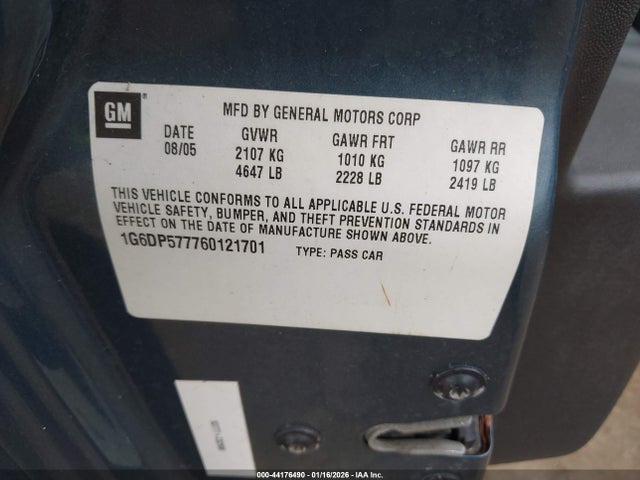 GM
MFD BY GENERAL MOTORS CORP
DATE GVWR GAWR FRT GAWR RR
08/05 2107 KG 1010 KG 1097 KG
4647 LB 2228 LB 2419 LB
THIS VEHICLE CONFORMS TO ALL APPLICABLE U.S. FEDERAL MOTOR
VEHICLE SAFETY, BUMPER, AND THEFT PREVENTION STANDARDS IN
EFFECT ON THE DATE OF MANUFACTURE SHOWN ABOVE.
1G6DP577760121701 TYPE: PASS CAR
000-44176490 - 01/16/2026 - IAA Inc.